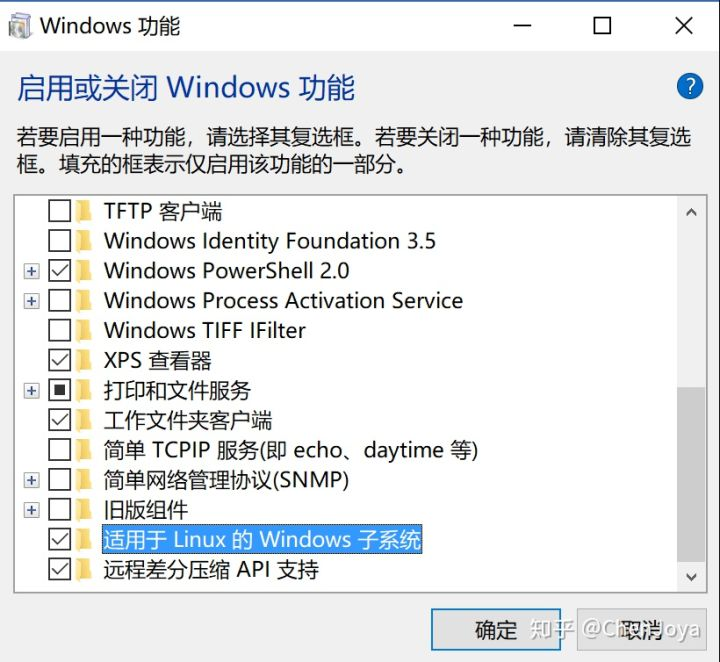 Windows 功能
启用或关闭 Windows 功能
?
若要启用一种功能，请选择其复选框。若要关闭一种功能，请清除其复选
框。填充的框表示仅启用该功能的一部分。
TFTP 客户端
Windows Identity Foundation 3.5
Windows PowerShell 2.0
Windows Process Activation Service
Windows TIFF IFilter
XPS 查看器
打印和文件服务
工作文件夹客户端
简单 TCPIP 服务(即 echo、daytime 等)
简单网络管理协议(SNMP)
旧版组件
适用于 Linux 的 Windows 子系统
远程差分压缩 API 支持
确定
取消
知乎